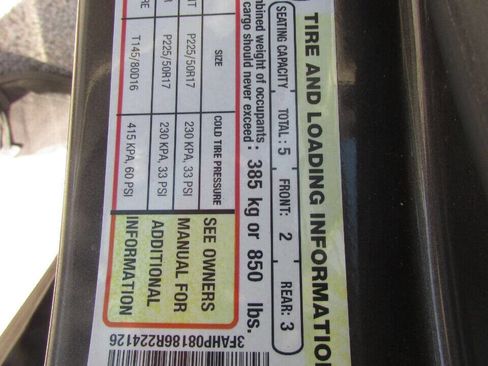 TIRE AND LOADING INFORMATION
SEATING CAPACITY TOTAL: 5 FRONT: 2 REAR: 3
bined weight of occupants
cargo should never exceed : 385 kg or 850 lbs.
SIZE COLD TIRE PRESSURE
P225/50R17 230 KPA, 33 PSI
P225/50R17 230 KPA, 33 PSI
T145/80D16 415 KPA, 60 PSI
SEE OWNERS
MANUAL FOR
ADDITIONAL
INFORMATION
3FAHP08186R224126